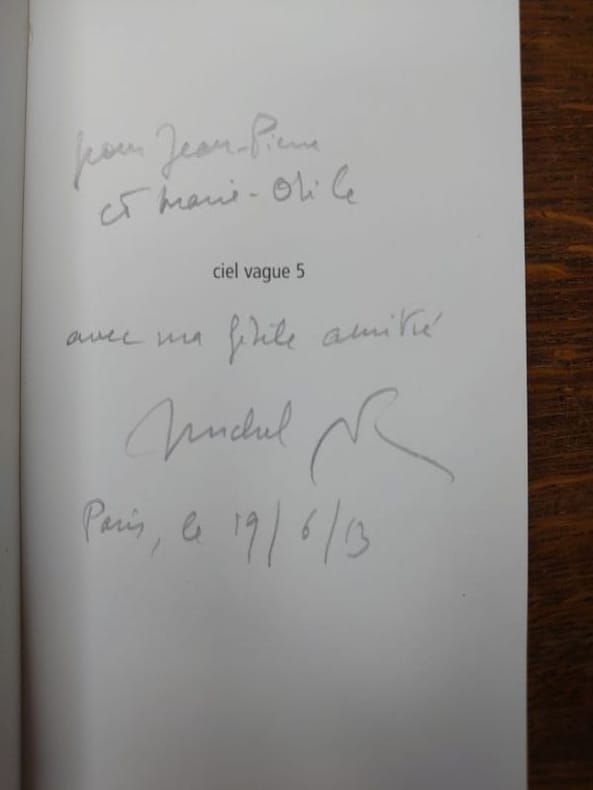 pour Jean-Pierre
et Marie-Odile
ciel vague 5
avec ma fidèle amitié
Michel
Paris, le 19/6/13